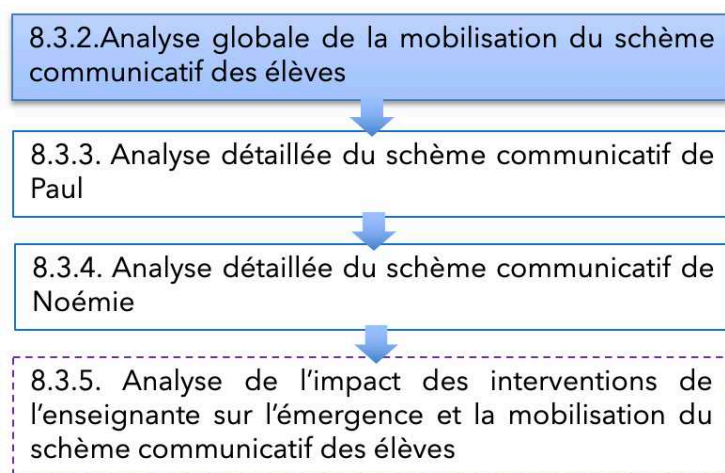 8.3.2.Analyse globale de la mobilisation du schème
communicatif des élèves
8.3.3. Analyse détaillée du schème communicatif de
Paul
8.3.4. Analyse détaillée du schème communicatif de
Noémie
8.3.5. Analyse de l'impact des interventions de
l'enseignante sur l'émergence et la mobilisation du
schème communicatif des élèves